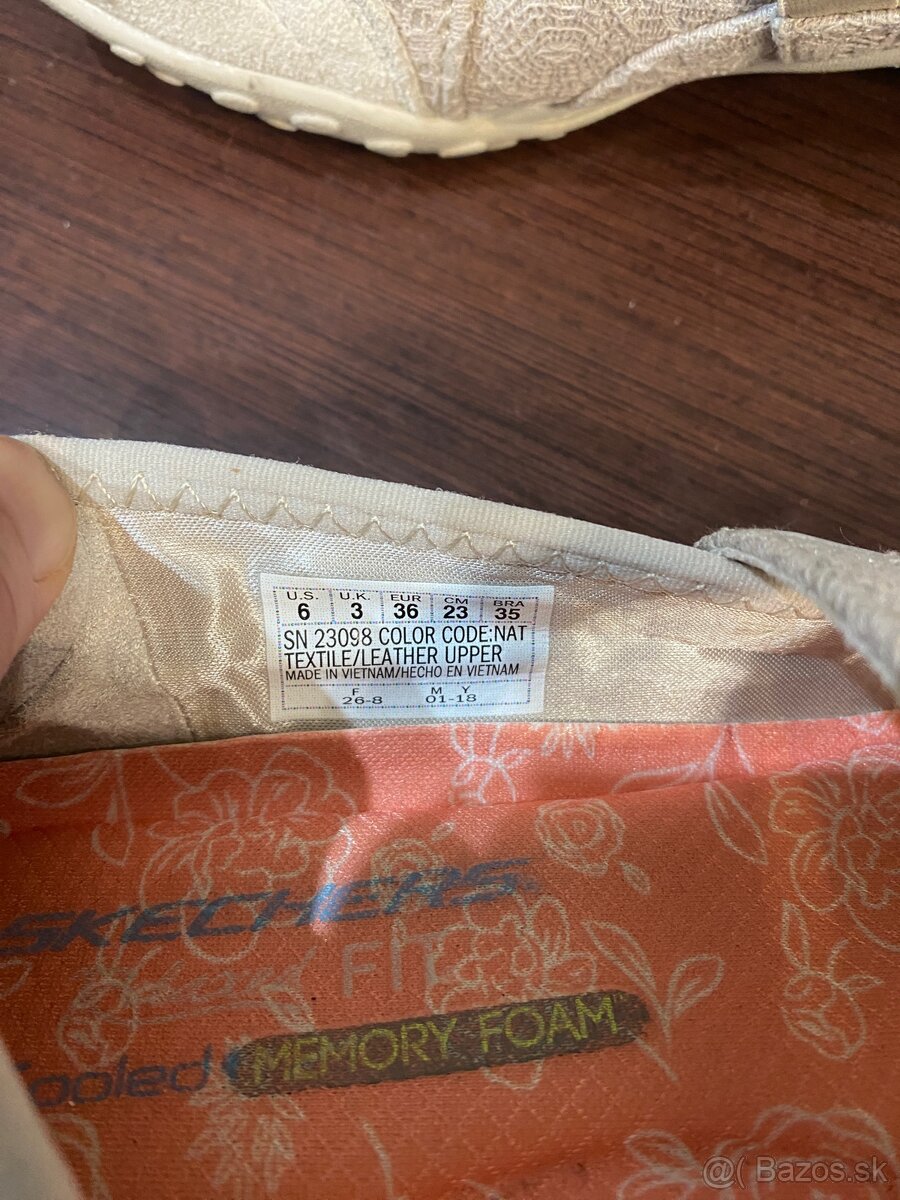 U.S. U.K. EUR CM BRA
6 3 36 23 35
SN 23098 COLOR CODE:NAT
TEXTILE/LEATHER UPPER
MADE IN VIETNAM/HECHO EN VIETNAM
F M Y
26-8 01-18
SKECHERS
FIT
Cooled
MEMORY FOAM
@( Bazos.sk